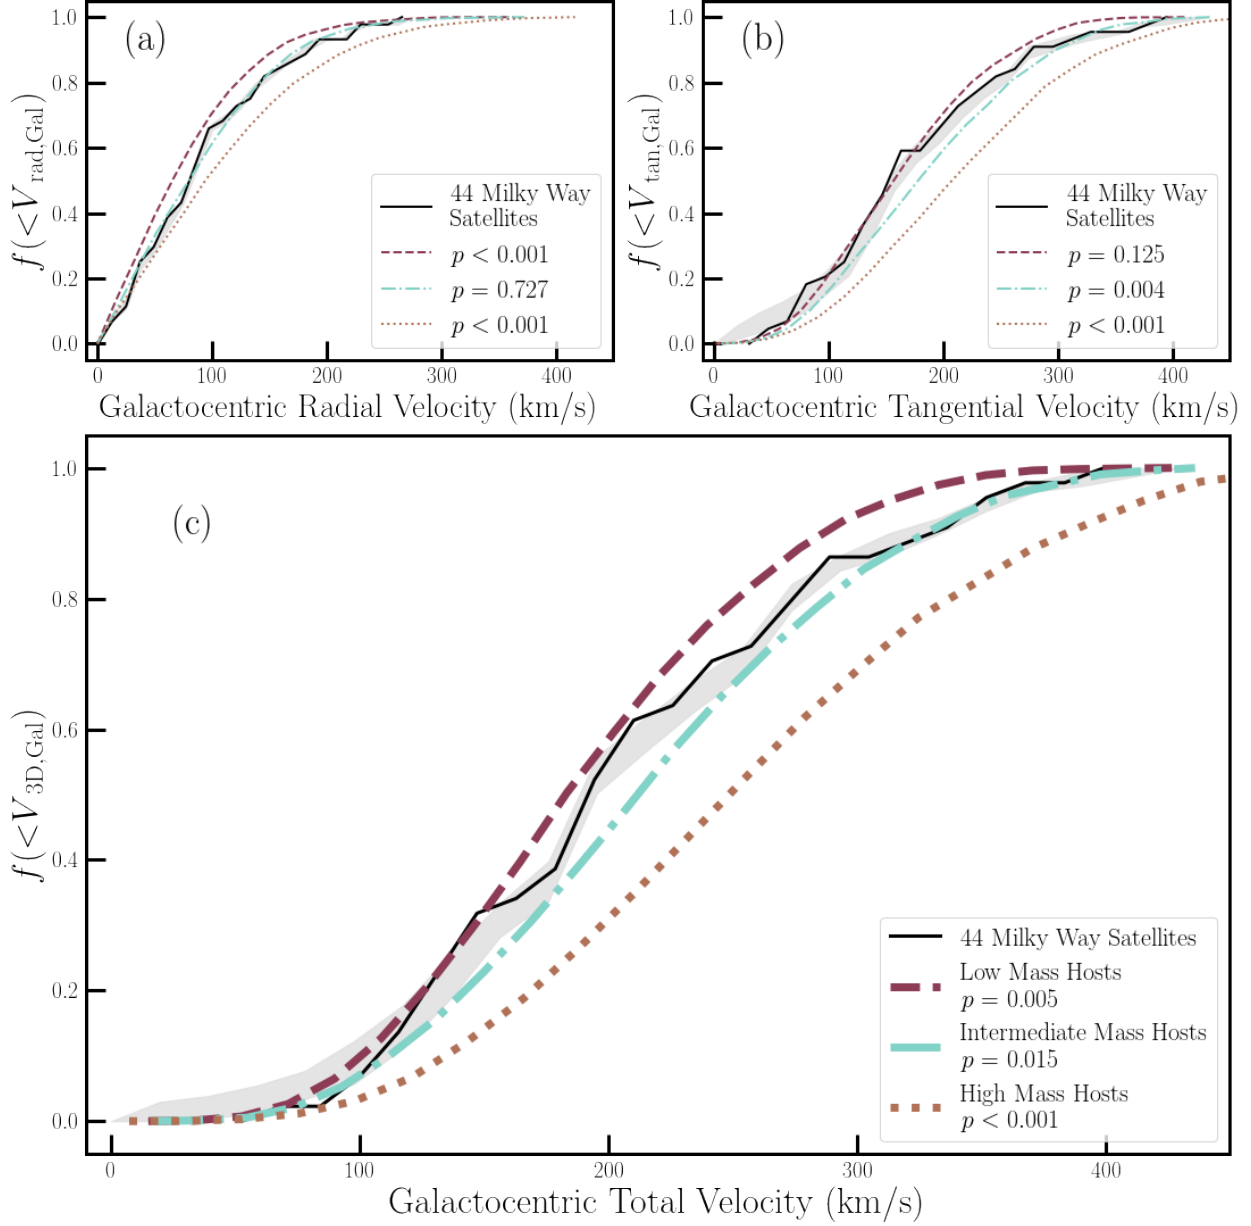 (a)
1.0
0.8
0.6
0.4
0.2
0.0
f(<V_rad,Gal)
44 Milky Way
Satellites
p < 0.001
p = 0.727
p < 0.001
0 100 200 300 400
Galactocentric Radial Velocity (km/s)
(b)
1.0
0.8
0.6
0.4
0.2
0.0
f(<V_tan,Gal)
44 Milky Way
Satellites
p = 0.125
p = 0.004
p < 0.001
0 100 200 300 400
Galactocentric Tangential Velocity (km/s)
(c)
1.0
0.8
0.6
0.4
0.2
0.0
f(<V_3D,Gal)
44 Milky Way Satellites
Low Mass Hosts
p = 0.005
Intermediate Mass Hosts
p = 0.015
High Mass Hosts
p < 0.001
0 100 200 300 400
Galactocentric Total Velocity (km/s)